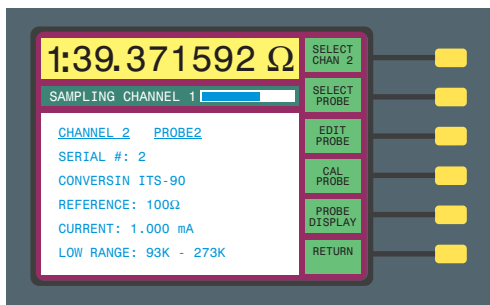 1:39.371592 Ω
SAMPLING CHANNEL 1
CHANNEL 2 PROBE2
SERIAL #: 2
CONVERSIN ITS-90
REFERENCE: 100Ω
CURRENT: 1.000 mA
LOW RANGE: 93K - 273K
SELECT
CHAN 2
SELECT
PROBE
EDIT
PROBE
CAL
PROBE
PROBE
DISPLAY
RETURN